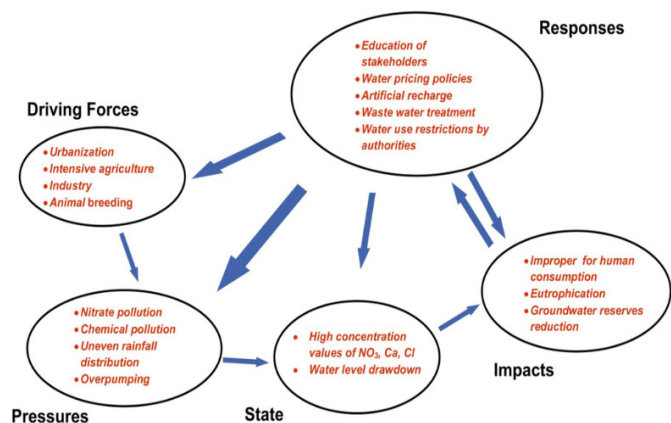 Responses
• Education of
stakeholders
• Water pricing policies
• Artificial recharge
• Waste water treatment
• Water use restrictions by
authorities
Driving Forces
• Urbanization
• Intensive agriculture
• Industry
• Animal breeding
• Nitrate pollution
• Chemical pollution
• Uneven rainfall
distribution
• Overpumping
Pressures
• High concentration
values of NO₃, Ca, Cl
• Water level drawdown
State
• Improper for human
consumption
• Eutrophication
• Groundwater reserves
reduction
Impacts